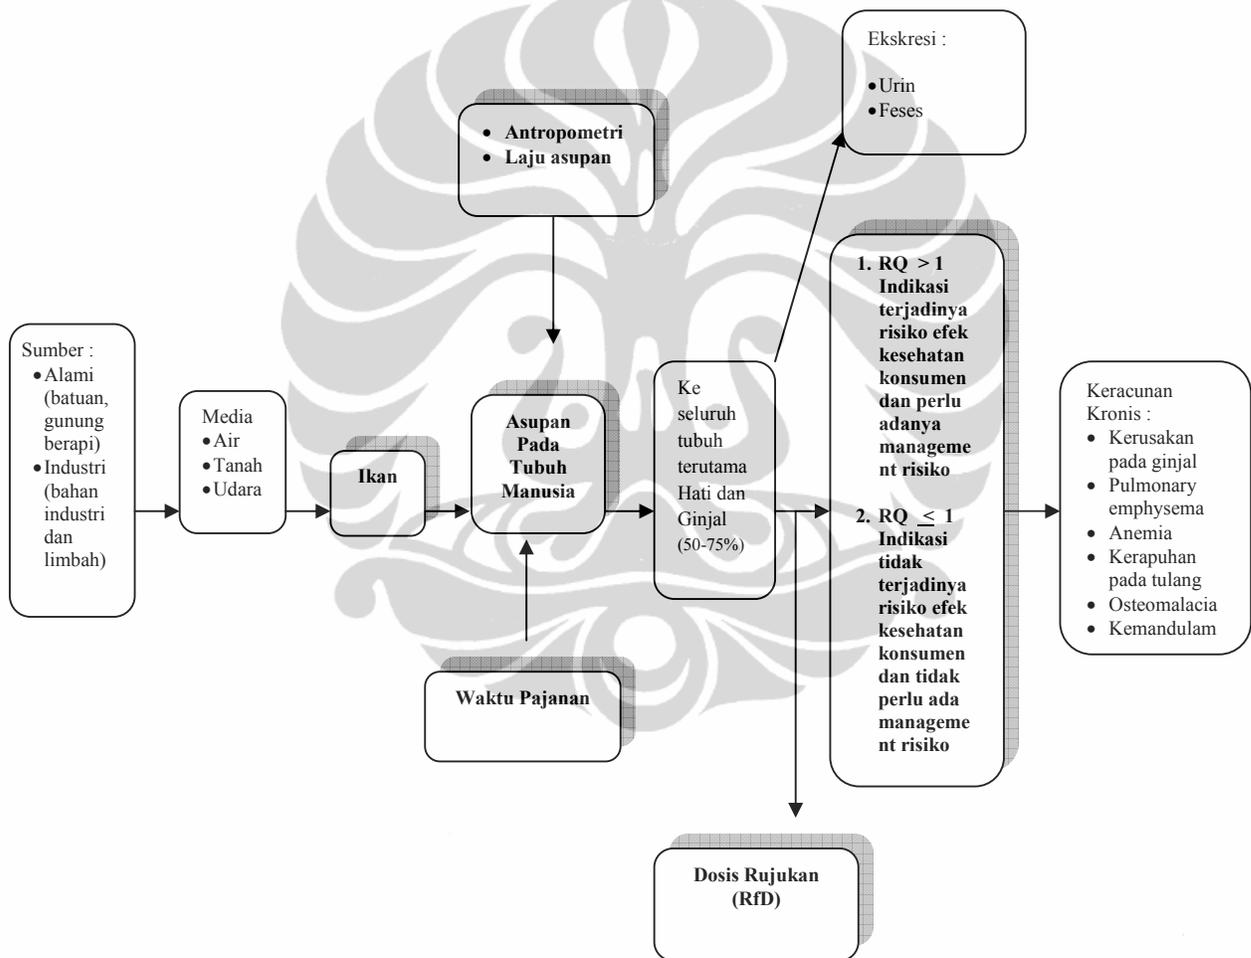 Ekskresi :
•Urin
•Feses
• Antropometri
• Laju asupan
Sumber :
•Alami
(batuan,
gunung
berapi)
•Industri
(bahan
industri
dan
limbah)
Media
•Air
•Tanah
•Udara
Ikan
Asupan
Pada
Tubuh
Manusia
Ke
seluruh
tubuh
terutama
Hati dan
Ginjal
(50-75%)
1. RQ > 1
Indikasi
terjadinya
risiko efek
kesehatan
konsumen
dan perlu
adanya
manageme
nt risiko
2. RQ < 1
Indikasi
tidak
terjadinya
risiko efek
kesehatan
konsumen
dan tidak
perlu ada
manageme
nt risiko
Keracunan
Kronis :
• Kerusakan
pada ginjal
• Pulmonary
emphysema
• Anemia
• Kerapuhan
pada tulang
• Osteomalacia
• Kemandulam
Waktu Pajanan
Dosis Rujukan
(RfD)